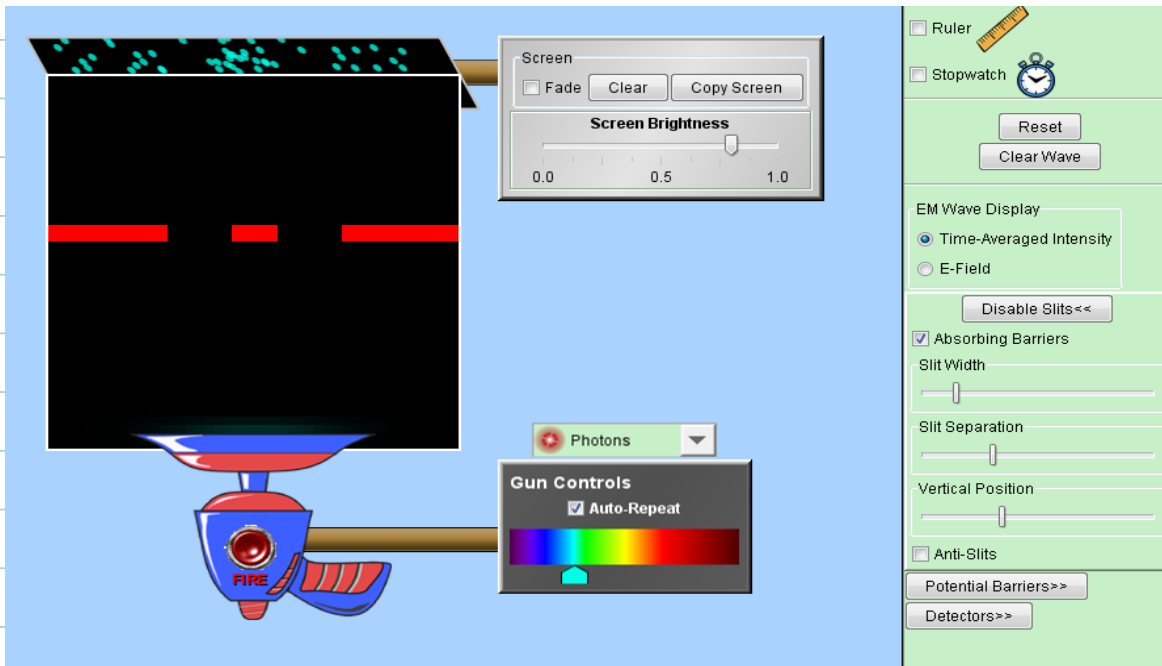 Screen
Fade Clear Copy Screen
Screen Brightness
0.0 0.5 1.0
Photons
Gun Controls
Auto-Repeat
FIRE
Ruler
Stopwatch
Reset
Clear Wave
EM Wave Display
Time-Averaged Intensity
E-Field
Disable Slits<<
Absorbing Barriers
Slit Width
Slit Separation
Vertical Position
Anti-Slits
Potential Barriers>>
Detectors>>